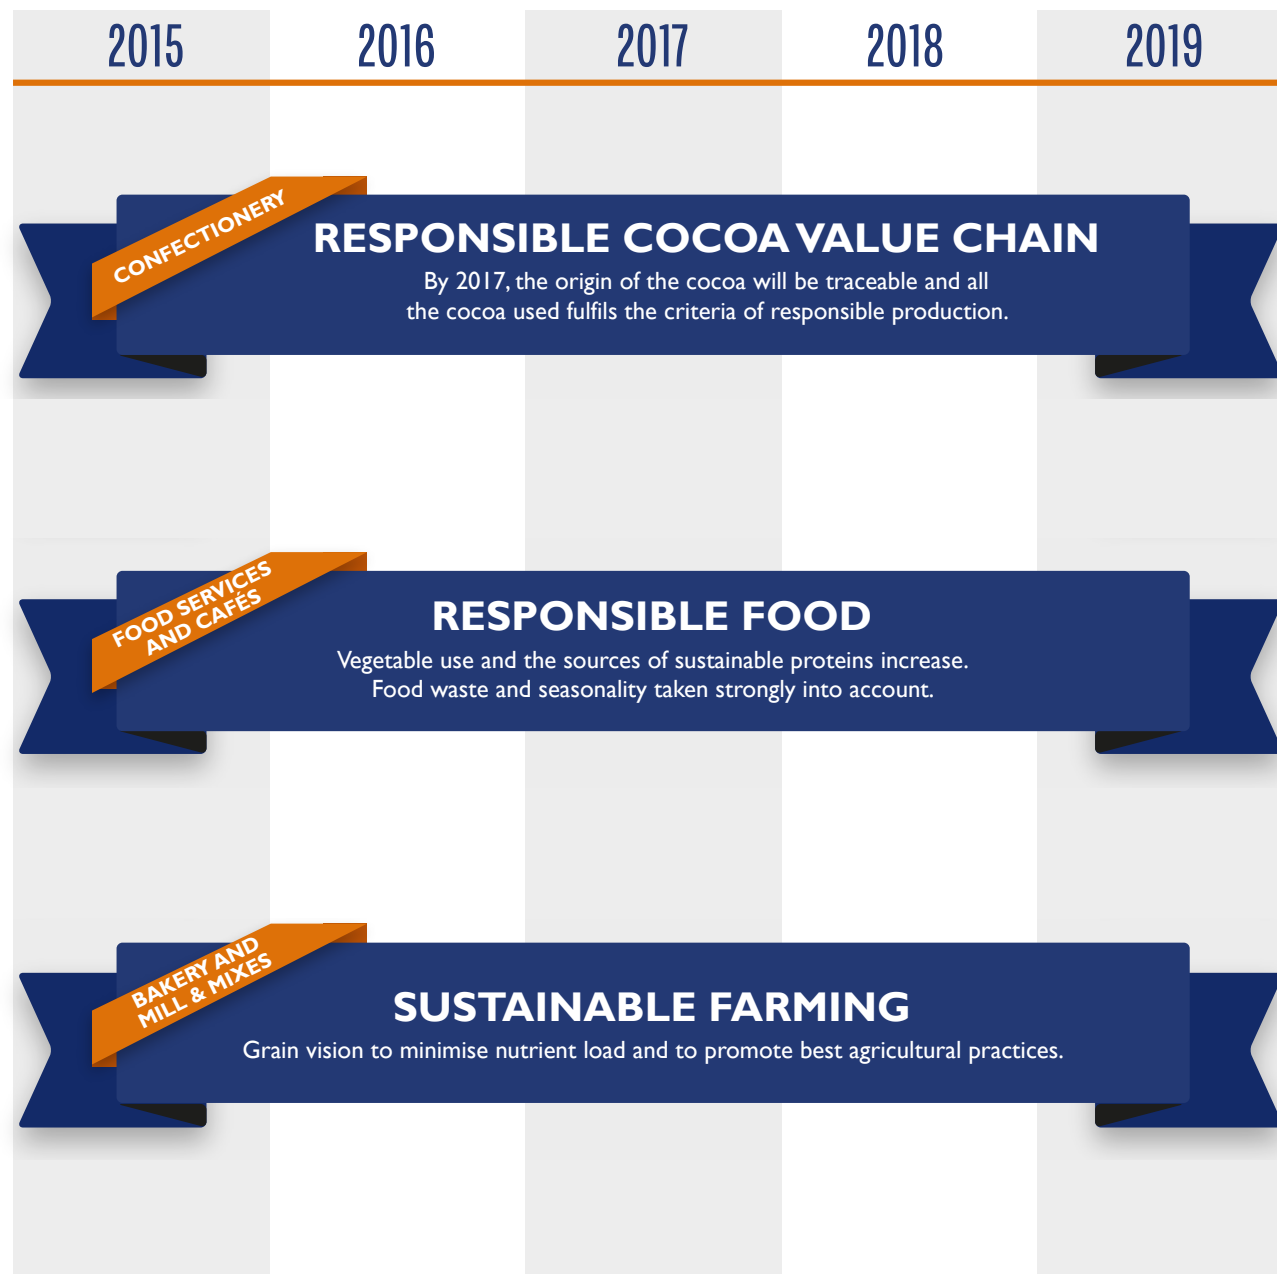 2015 2016 2017 2018 2019
CONFECTIONERY
RESPONSIBLE COCOA VALUE CHAIN
By 2017, the origin of the cocoa will be traceable and all
the cocoa used fulfils the criteria of responsible production.
FOOD SERVICES
AND CAFÉS
RESPONSIBLE FOOD
Vegetable use and the sources of sustainable proteins increase.
Food waste and seasonality taken strongly into account.
BAKERY AND
MILL & MIXES
SUSTAINABLE FARMING
Grain vision to minimise nutrient load and to promote best agricultural practices.